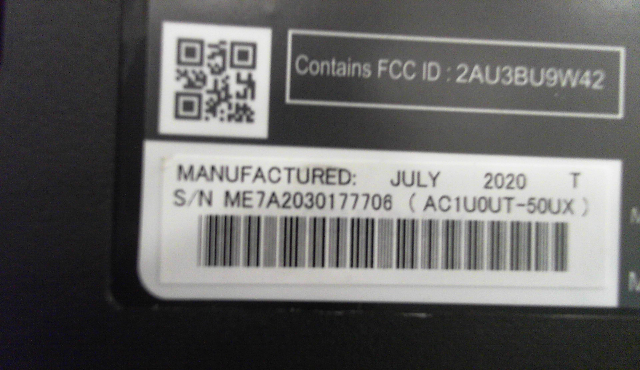 Contains FCC ID : 2AU3BU9W42
MANUFACTURED: JULY 2020 T
S/N ME7A2030177706 ( AC1U0UT-50UX )